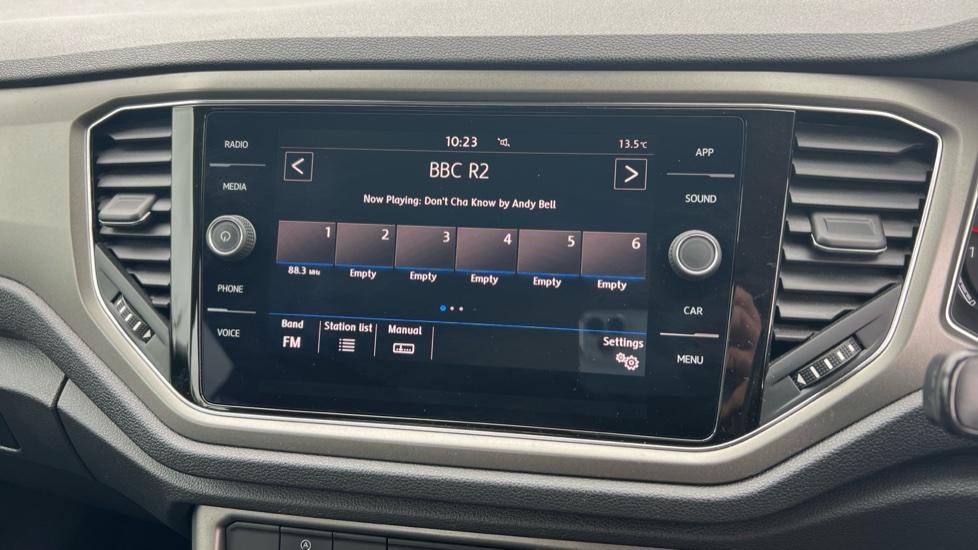 10:23 13.5°C
BBC R2
Now Playing: Don't Cha Know by Andy Bell
1 2 3 4 5 6
88.3 MHz Empty Empty Empty Empty Empty
Band Station list Manual Settings
FM
RADIO
MEDIA
PHONE
VOICE
APP
SOUND
CAR
MENU
A
1